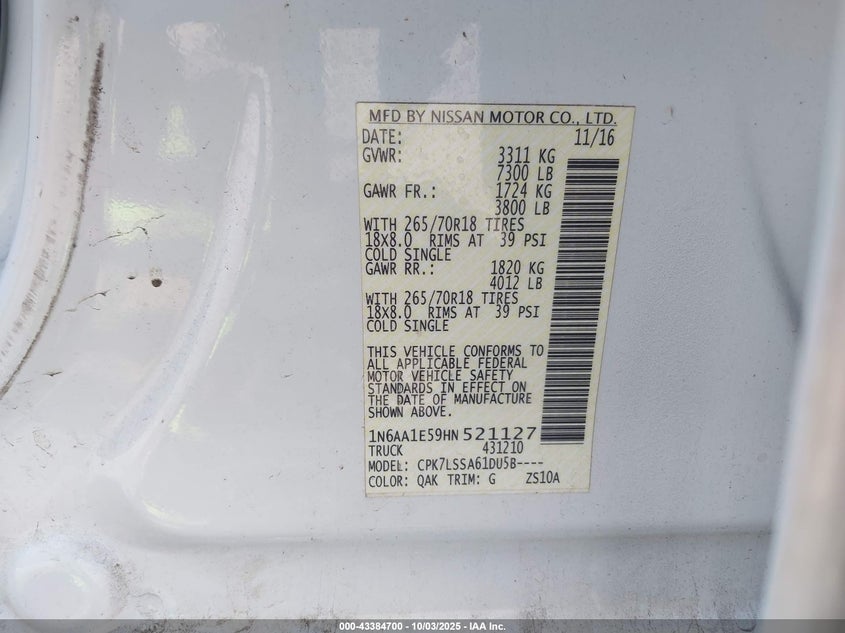 MFD BY NISSAN MOTOR CO., LTD.
DATE: 11/16
GVWR: 3311 KG
7300 LB
GAWR FR.: 1724 KG
3800 LB
WITH 265/70R18 TIRES
18X8.0 RIMS AT 39 PSI
COLD SINGLE
GAWR RR.: 1820 KG
4012 LB
WITH 265/70R18 TIRES
18X8.0 RIMS AT 39 PSI
COLD SINGLE
THIS VEHICLE CONFORMS TO
ALL APPLICABLE FEDERAL
MOTOR VEHICLE SAFETY
STANDARDS IN EFFECT ON
THE DATE OF MANUFACTURE
SHOWN ABOVE.
1N6AA1E59HN521127
TRUCK 431210
MODEL: CPK7LSSA61DU5B----
COLOR: QAK TRIM: G ZS10A
000-43384700 - 10/03/2025 - IAA Inc.